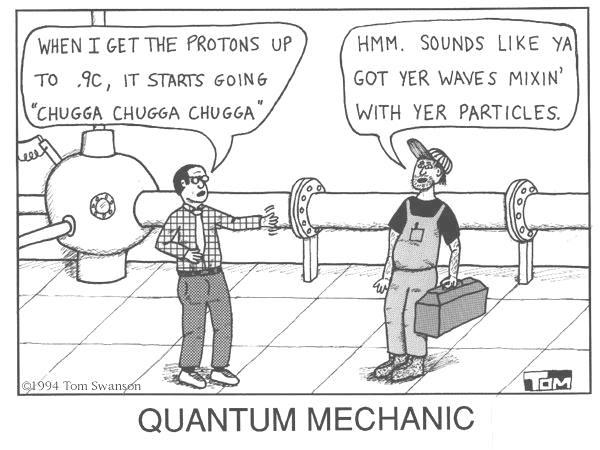 WHEN I GET THE PROTONS UP
TO .9C, IT STARTS GOING
"CHUGGA CHUGGA CHUGGA"
HMM. SOUNDS LIKE YA
GOT YER WAVES MIXIN'
WITH YER PARTICLES.
©1994 Tom Swanson
TOM
QUANTUM MECHANIC